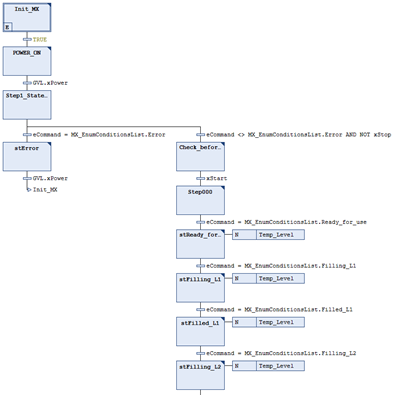 Init_MX
E
TRUE
POWER_ON
GVL.xPower
Step1_State…
eCommand = MX_EnumConditionsList.Error
eCommand <> MX_EnumConditionsList.Error AND NOT xStop
stError
Check_befor…
GVL.xPower
Init_MX
xStart
Step000
eCommand = MX_EnumConditionsList.Ready_for_use
stReady_for…
N Temp_Level
eCommand = MX_EnumConditionsList.Filling_L1
stFilling_L1
N Temp_Level
eCommand = MX_EnumConditionsList.Filled_L1
stFilled_L1
N Temp_Level
eCommand = MX_EnumConditionsList.Filling_L2
stFilling_L2
N Temp_Level